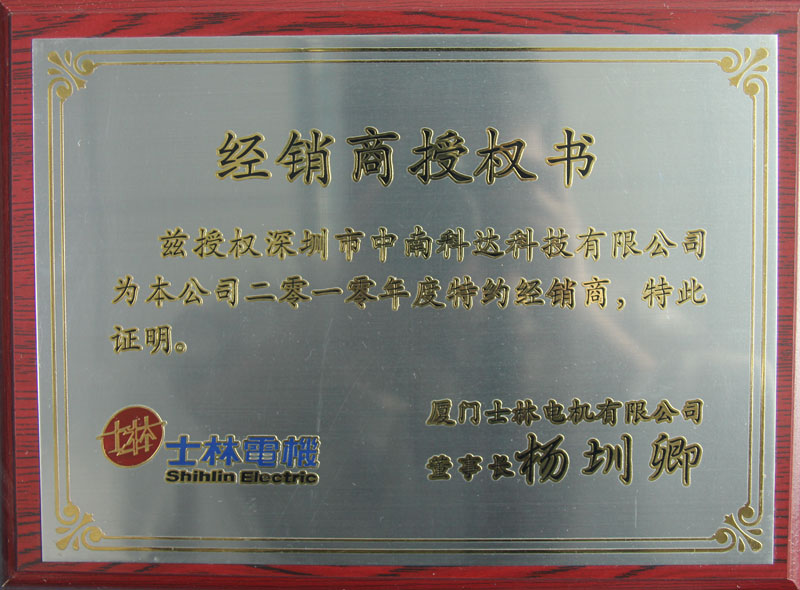 经销商授权书
兹授权深圳市中南科达科技有限公司
为本公司二零一零年度特约经销商，特此
证明。
士林
士林電機
Shihlin Electric
厦门士林电机有限公司
董事长 杨圳卿